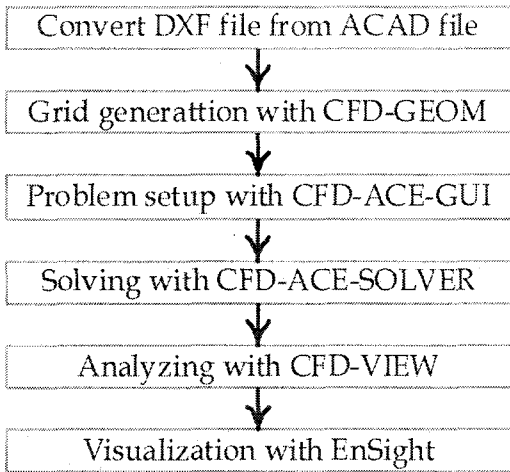 Convert DXF file from ACAD file
Grid generattion with CFD-GEOM
Problem setup with CFD-ACE-GUI
Solving with CFD-ACE-SOLVER
Analyzing with CFD-VIEW
Visualization with EnSight